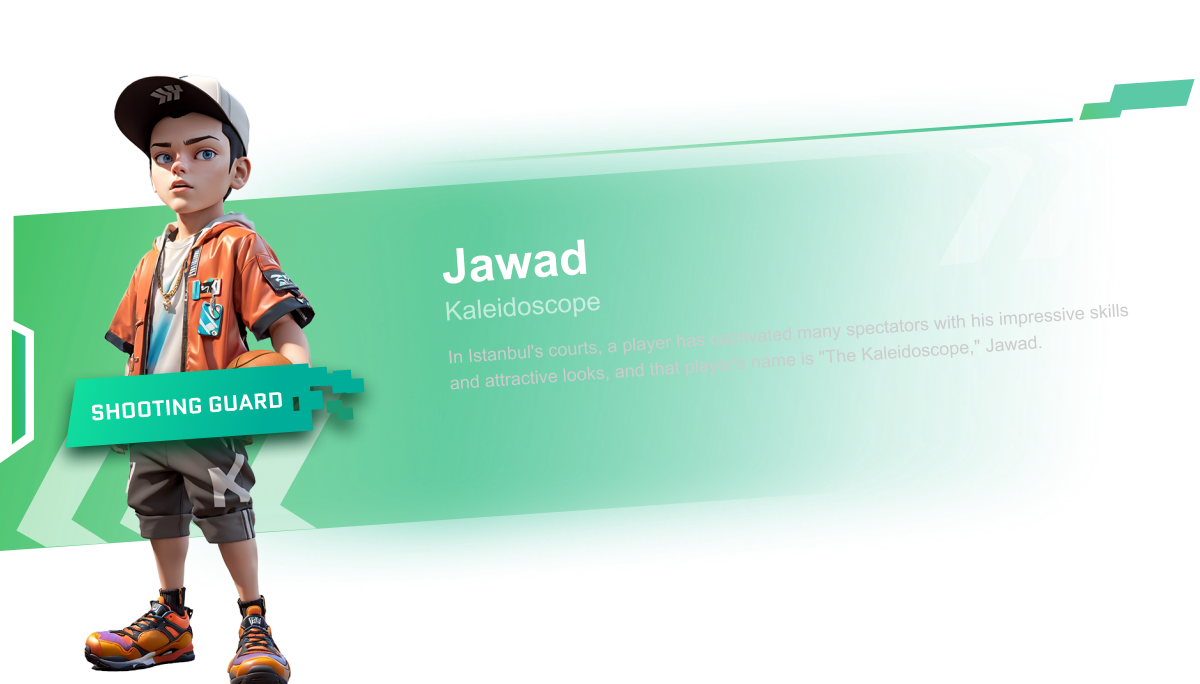 Jawad
Kaleidoscope
In Istanbul's courts, a player has captivated many spectators with his impressive skills
and attractive looks, and that player's name is "The Kaleidoscope," Jawad.
SHOOTING GUARD